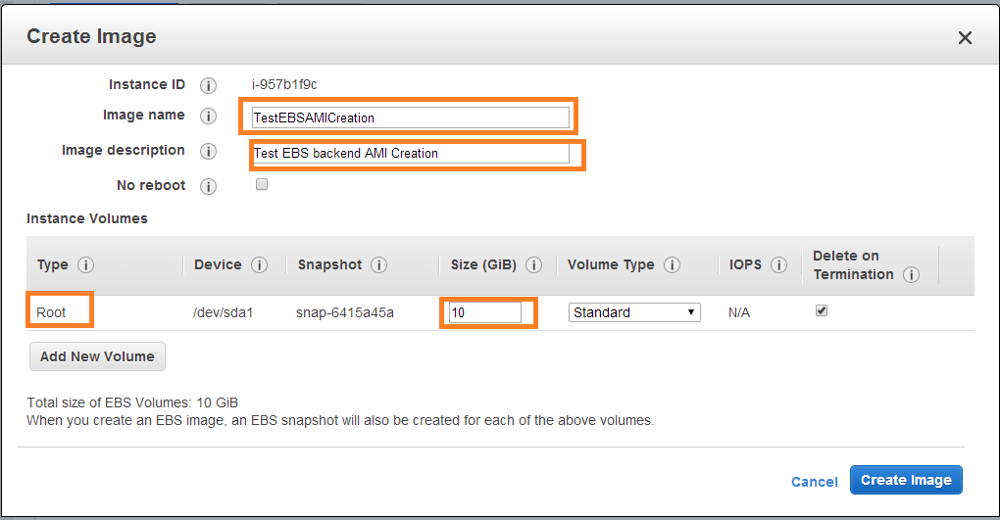 Create Image
Instance ID i-957b1f9c
Image name TestEBSAMICreation
Image description Test EBS backend AMI Creation
No reboot
Instance Volumes
Type Device Snapshot Size (GiB) Volume Type IOPS Delete on Termination
Root /dev/sda1 snap-6415a45a 10 Standard N/A
Add New Volume
Total size of EBS Volumes: 10 GiB
When you create an EBS image, an EBS snapshot will also be created for each of the above volumes.
Cancel Create Image